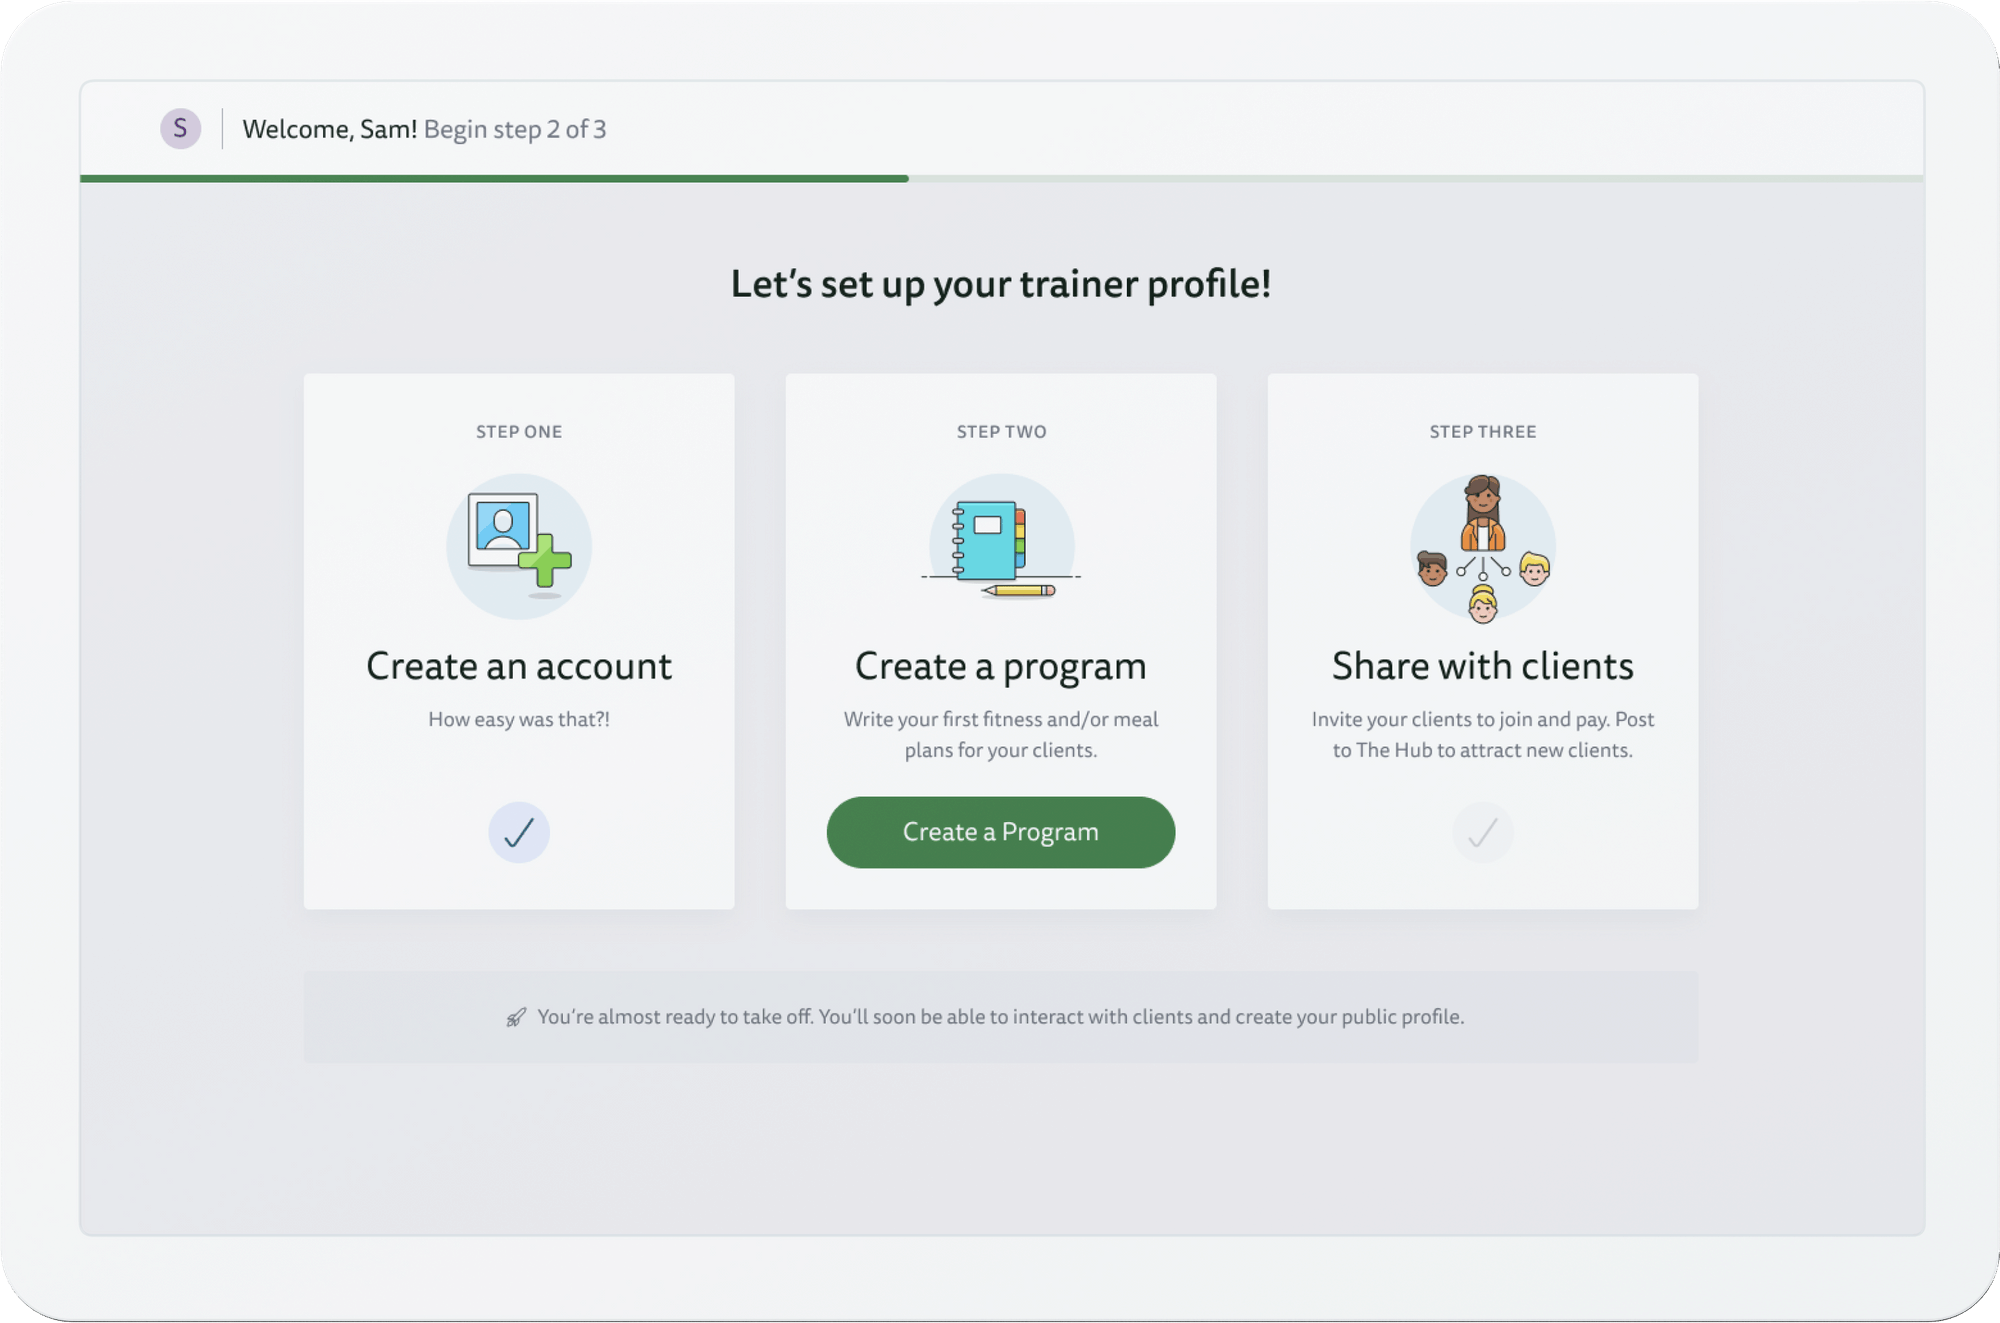 S
Welcome, Sam! Begin step 2 of 3
Let’s set up your trainer profile!
STEP ONE
Create an account
How easy was that?!
STEP TWO
Create a program
Write your first fitness and/or meal
plans for your clients.
Create a Program
STEP THREE
Share with clients
Invite your clients to join and pay. Post
to The Hub to attract new clients.
You’re almost ready to take off. You’ll soon be able to interact with clients and create your public profile.